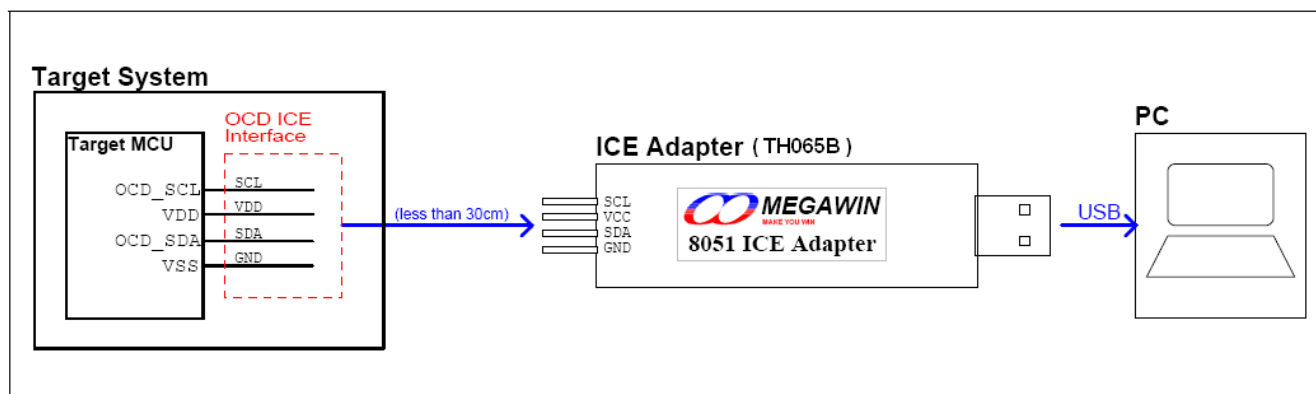 Target System
OCD ICE
Interface
Target MCU
OCD_SCL
SCL
VDD
VDD
OCD_SDA
SDA
VSS
GND
(less than 30cm)
ICE Adapter (TH065B)
SCL
VCC
SDA
GND
MEGAWIN
MAKE YOU WIN
8051 ICE Adapter
USB
PC